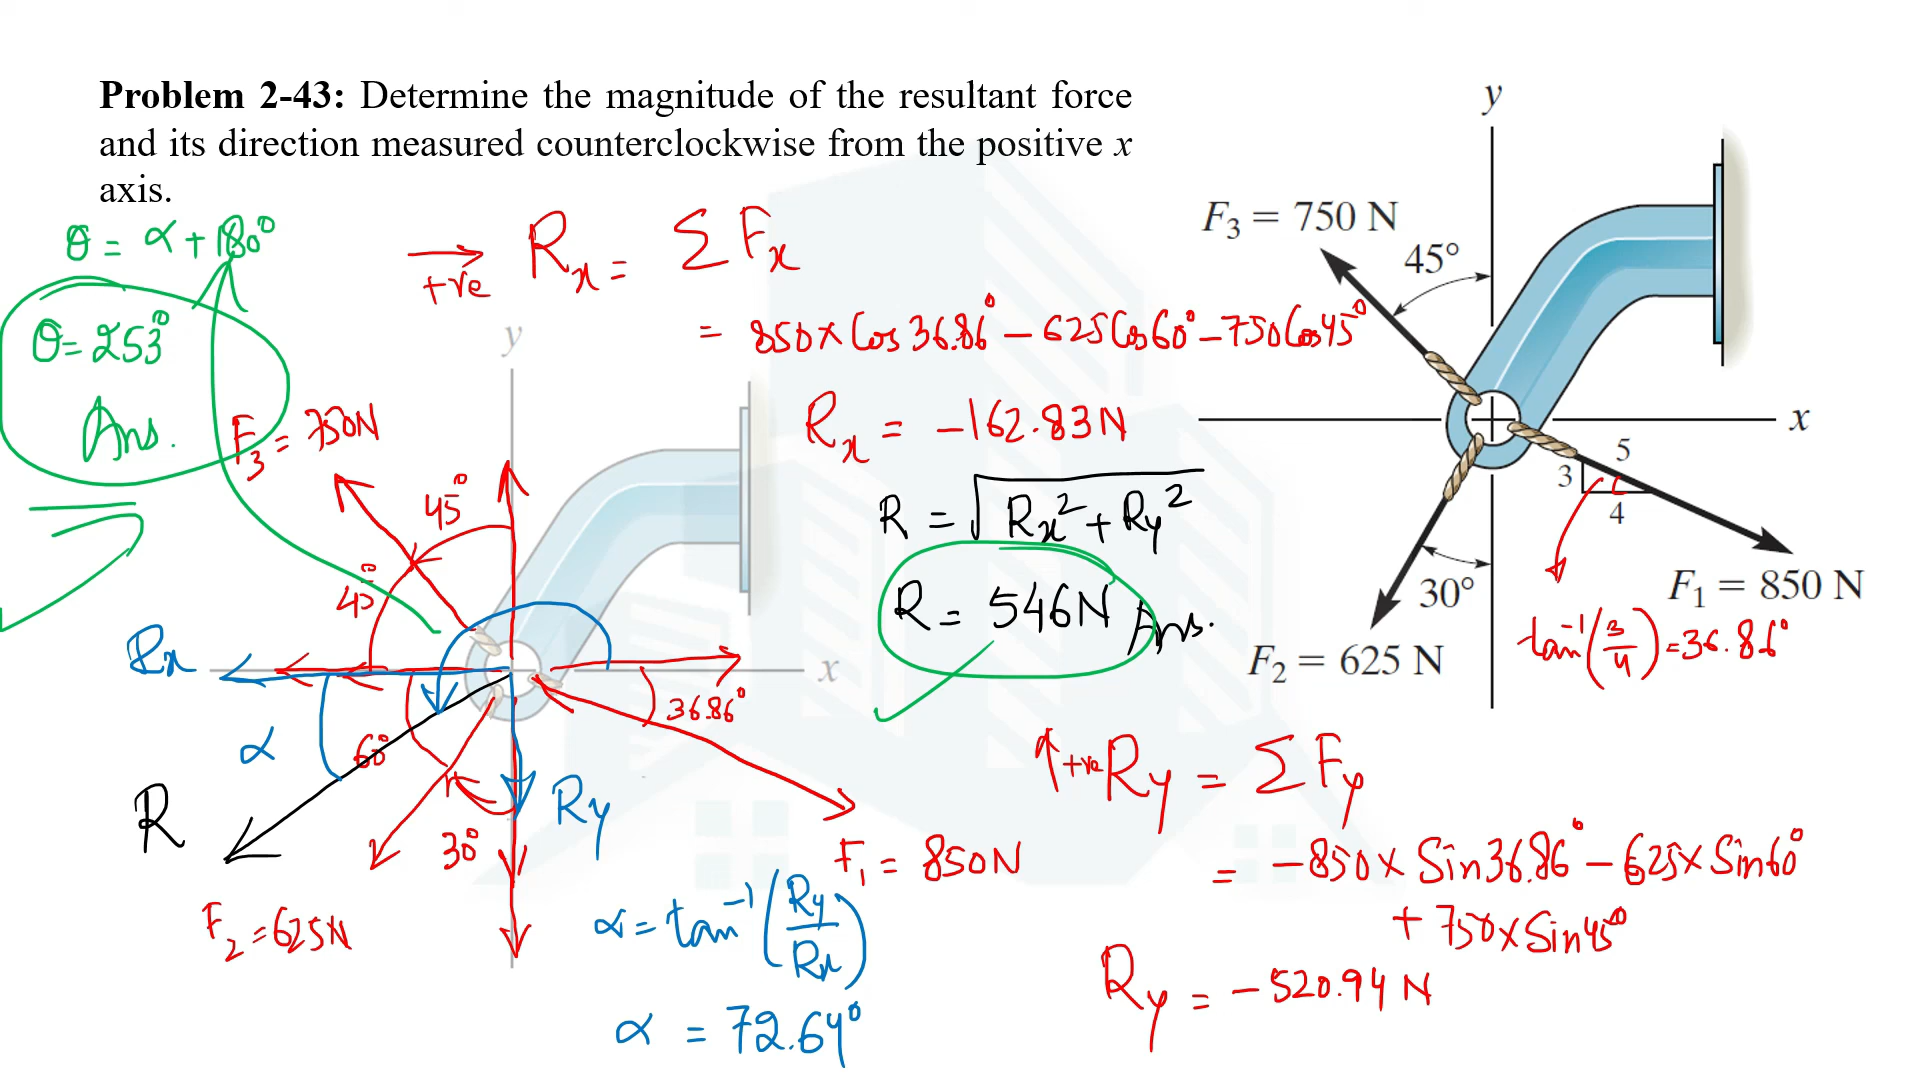 Problem 2-43: Determine the magnitude of the resultant force
and its direction measured counterclockwise from the positive x
axis.
θ = α + 180°
θ = 253°
Ans.
→ +ve Rx = ΣFx
= 850 x Cos 36.86° - 625 Cos 60° - 750 Cos 45°
Rx = -162.83 N
R = √Rx² + Ry²
R = 546N Ans.
y
F₃ = 750 N
45°
x
5
3
4
30°
F₁ = 850 N
F₂ = 625 N
tan⁻¹(3/4) = 36.86°
y
F₃ = 750N
45°
45°
Rx
x
36.86°
α
60°
R
Ry
30°
F₁ = 850N
F₂ = 625N
α = tan⁻¹(Ry/Rx)
α = 72.64°
↑ +ve Ry = ΣFy
= -850 x Sin 36.86° - 625 x Sin 60°
+ 750 x Sin 45°
Ry = -520.94 N